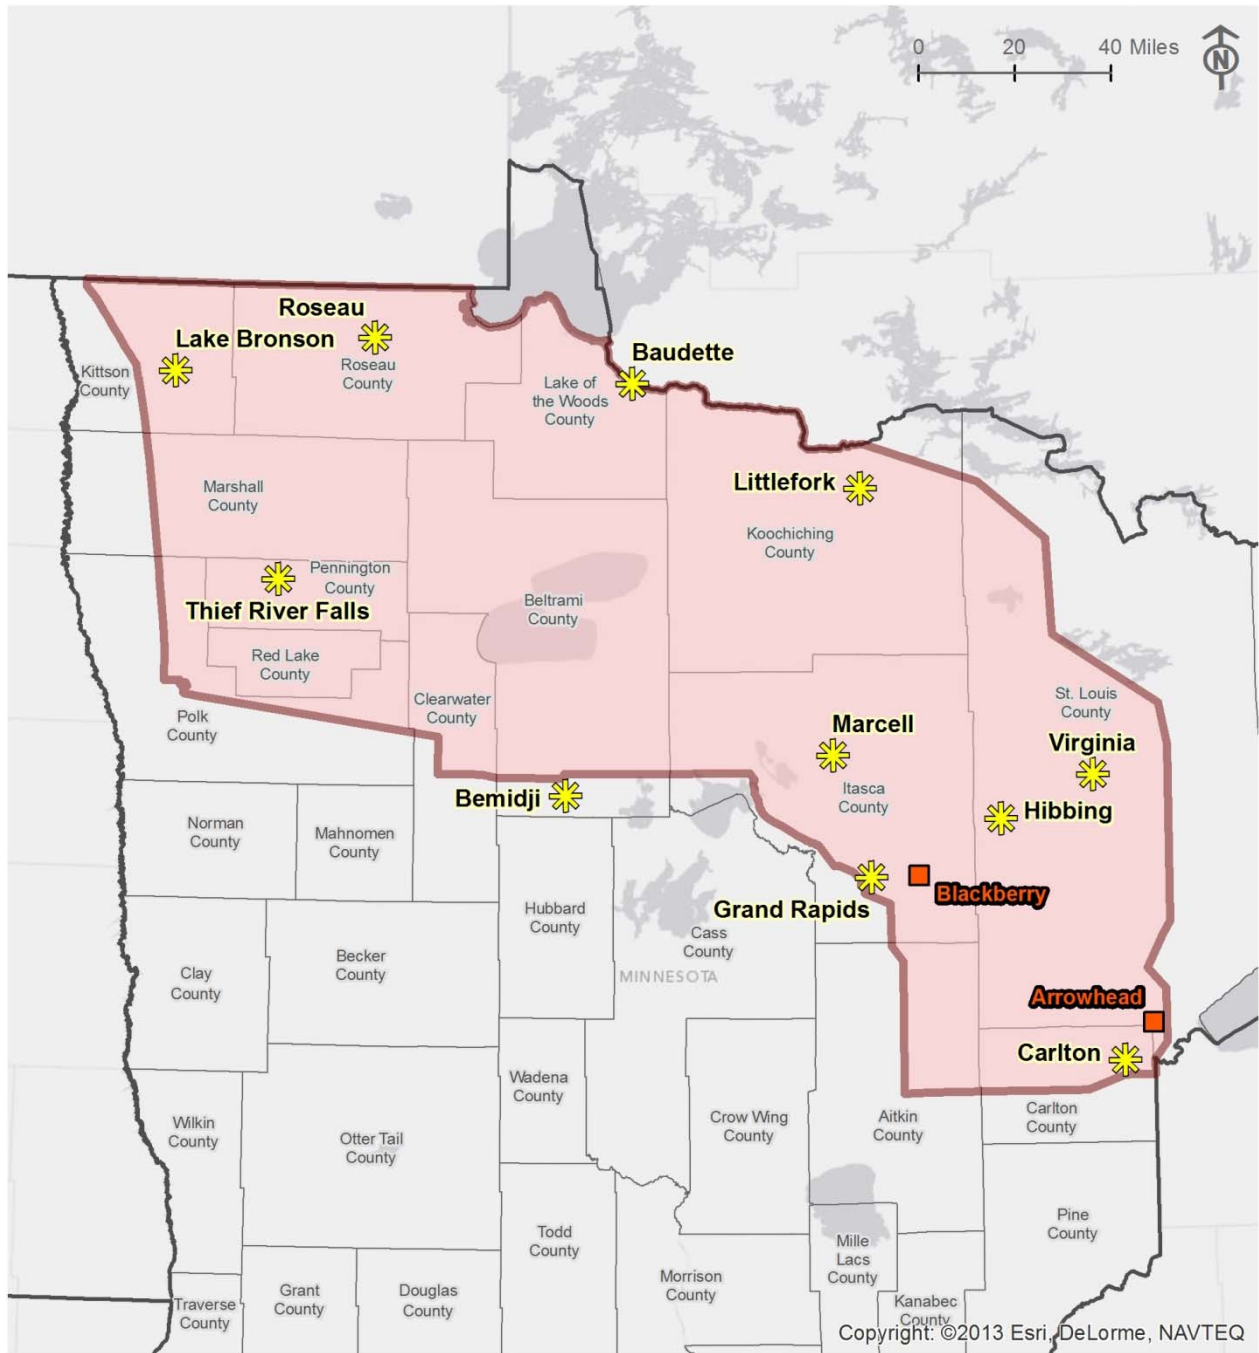 0 20 40 Miles
N
Roseau
Lake Bronson
Baudette
Kittson
County
Roseau
County
Lake of
the Woods
County
Littlefork
Marshall
County
Koochiching
County
Pennington
County
Thief River Falls
Beltrami
County
Red Lake
County
Clearwater
County
St. Louis
County
Polk
County
Marcell
Virginia
Bemidji
Itasca
County
Hibbing
Norman
County
Mahnomen
County
Blackberry
Grand Rapids
Hubbard
County
Cass
County
Becker
County
Clay
County
MINNESOTA
Arrowhead
Carlton
Wadena
County
Wilkin
County
Otter Tail
County
Crow Wing
County
Aitkin
County
Carlton
County
Pine
County
Todd
County
Mille
Lacs
County
Morrison
County
Grant
County
Douglas
County
Traverse
County
Kanabec
County
Copyright: ©2013 Esri, DeLorme, NAVTEQ